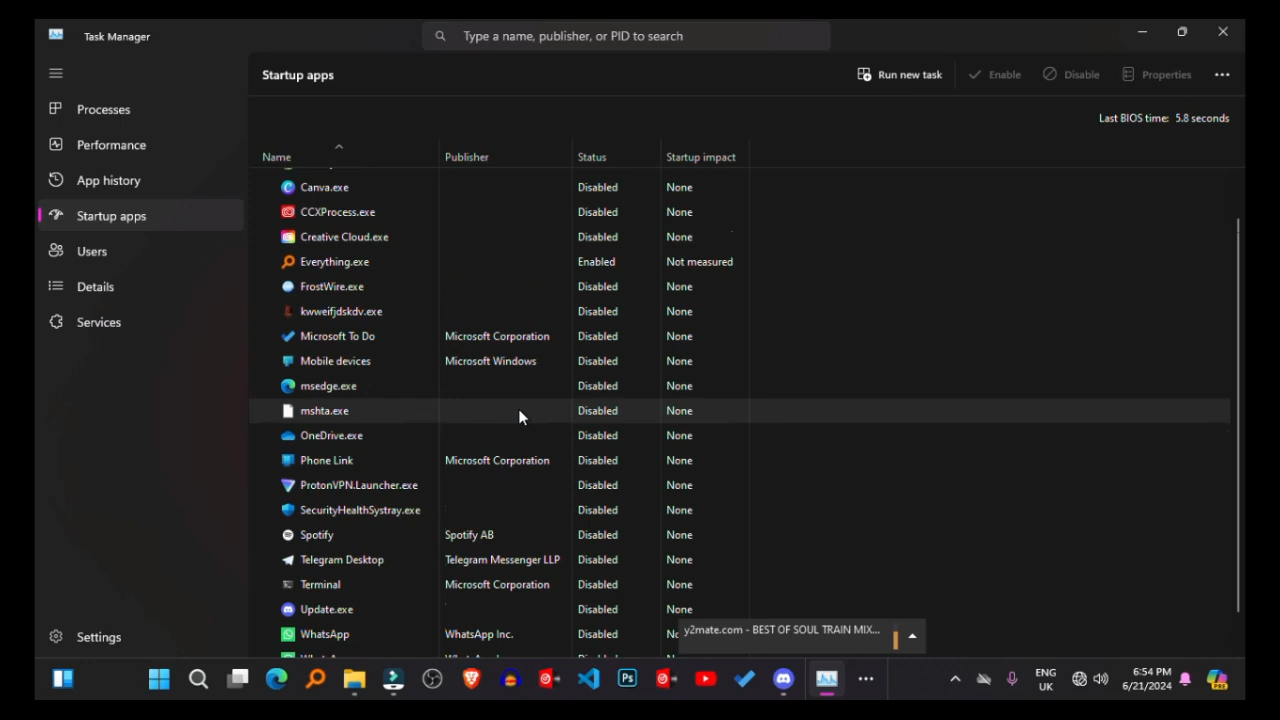 Task Manager
Type a name, publisher, or PID to search
Startup apps
Run new task
Enable
Disable
Properties
Last BIOS time: 5.8 seconds
Processes
Performance
App history
Startup apps
Users
Details
Services
Settings
Name Publisher Status Startup impact
Canva.exe Disabled None
CCXProcess.exe Disabled None
Creative Cloud.exe Disabled None
Everything.exe Enabled Not measured
FrostWire.exe Disabled None
kwweifjdskdv.exe Disabled None
Microsoft To Do Microsoft Corporation Disabled None
Mobile devices Microsoft Windows Disabled None
msedge.exe Disabled None
mshta.exe Disabled None
OneDrive.exe Disabled None
Phone Link Microsoft Corporation Disabled None
ProtonVPN.Launcher.exe Disabled None
SecurityHealthSystray.exe Disabled None
Spotify Spotify AB Disabled None
Telegram Desktop Telegram Messenger LLP Disabled None
Terminal Microsoft Corporation Disabled None
Update.exe Disabled None
WhatsApp WhatsApp Inc. Disabled
y2mate.com - BEST OF SOUL TRAIN MIX...
Ps
ENG
UK
6:54 PM
6/21/2024
PRE